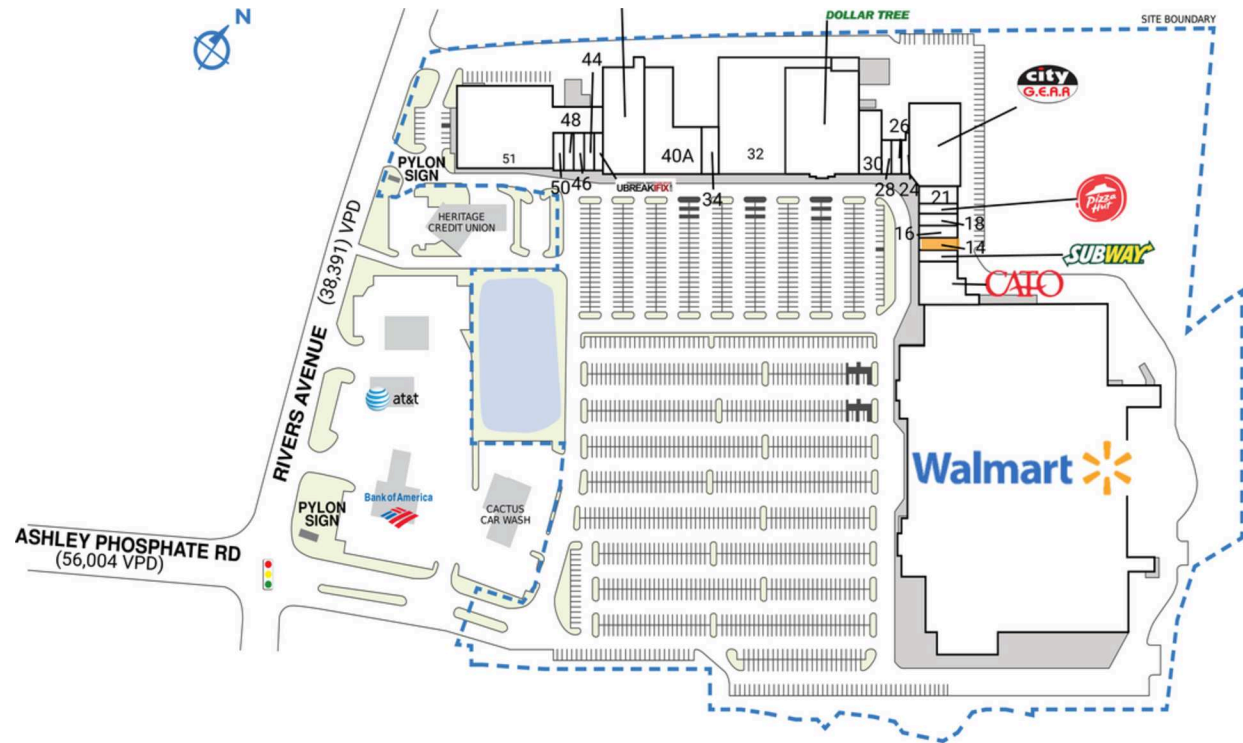 N
DOLLAR TREE
SITE BOUNDARY
44
city
G.E.A.R
48
26
PYLON
SIGN
51
50
46
UBREAKIFIX!
40A
34
32
30
28
24
21
Pizza
Hut
18
16
14
SUBWAY
CATO
HERITAGE
CREDIT UNION
RIVERS AVENUE (38,391) VPD
at&t
Walmart
Bank of America
PYLON
SIGN
CACTUS
CAR WASH
ASHLEY PHOSPHATE RD
(56,004 VPD)